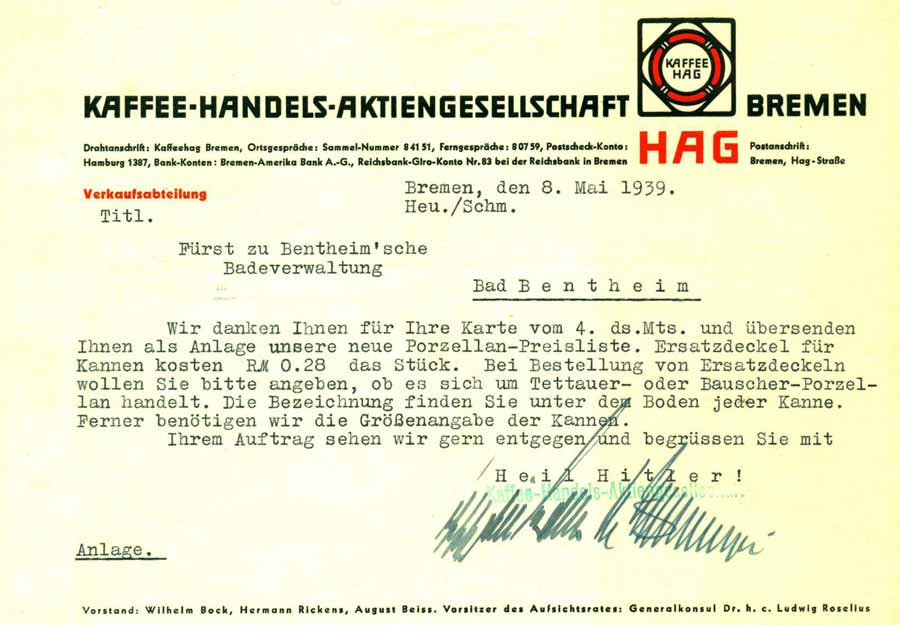 KAFFEE HAG
KAFFEE-HANDELS-AKTIENGESELLSCHAFT BREMEN
HAG
Drahtanschrift: Kaffeehag Bremen, Ortsgespräche: Sammel-Nummer 84151, Ferngespräche: 80759, Postscheck-Konto:
Hamburg 1387, Bank-Konten: Bremen-Amerika Bank A.-G., Reichsbank-Giro-Konto Nr. 83 bei der Reichsbank in Bremen
Postanschrift:
Bremen, Hag-Straße
Verkaufsabteilung
Bremen, den 8. Mai 1939.
Heu./Schm.
Titl.
Fürst zu Bentheim'sche
Badeverwaltung
Bad Bentheim
Wir danken Ihnen für Ihre Karte vom 4. ds.Mts. und übersenden
Ihnen als Anlage unsere neue Porzellan-Preisliste. Ersatzdeckel für
Kannen kosten RM 0.28 das Stück. Bei Bestellung von Ersatzdeckeln
wollen Sie bitte angeben, ob es sich um Tettauer- oder Bauscher-Porzel-
lan handelt. Die Bezeichnung finden Sie unter dem Boden jeder Kanne.
Ferner benötigen wir die Größenangabe der Kannen.
Ihrem Auftrag sehen wir gern entgegen und begrüssen Sie mit
Heil Hitler!
Kaffee-Handels-
Anlage.
Vorstand: Wilhelm Bock, Hermann Rickens, August Beiss. Vorsitzer des Aufsichtsrates: Generalkonsul Dr. h. c. Ludwig Roselius